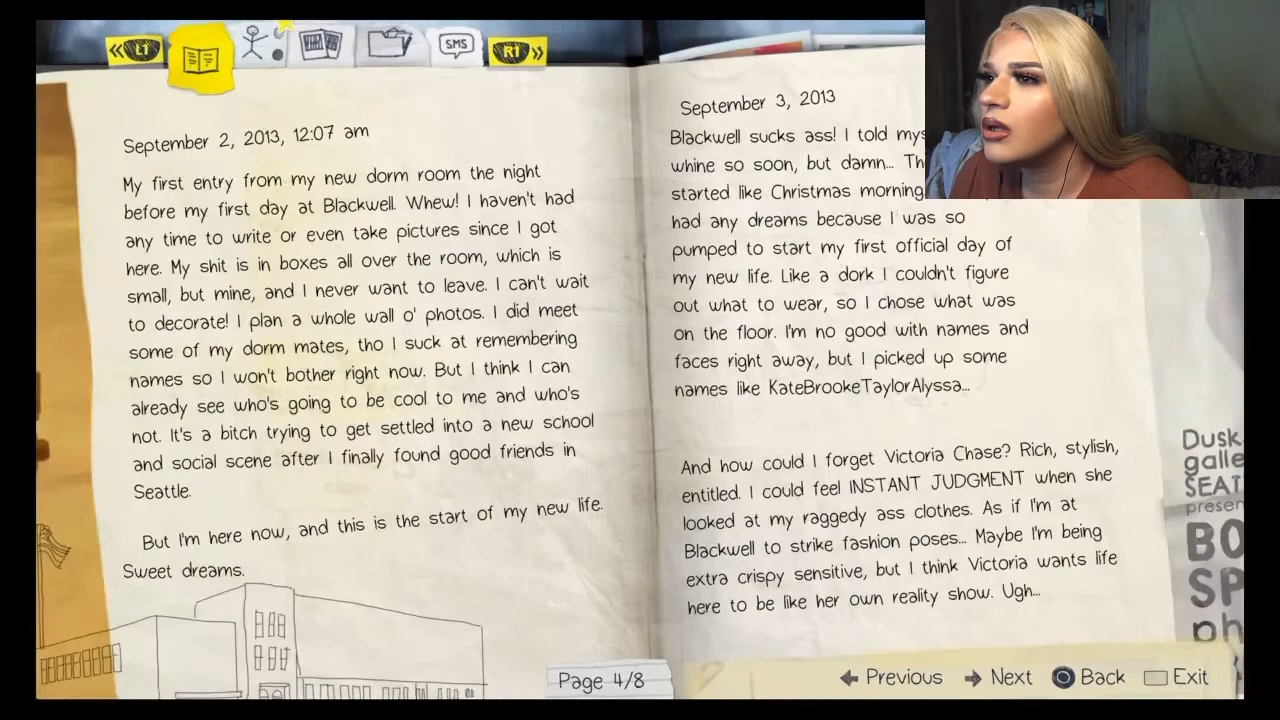 L1
SMS
R1
September 2, 2013, 12:07 am
My first entry from my new dorm room the night
before my first day at Blackwell. Whew! I haven't had
any time to write or even take pictures since I got
here. My shit is in boxes all over the room, which is
small, but mine, and I never want to leave. I can't wait
to decorate! I plan a whole wall o' photos. I did meet
some of my dorm mates, tho I suck at remembering
names so I won't bother right now. But I think I can
already see who's going to be cool to me and who's
not. It's a bitch trying to get settled into a new school
and social scene after I finally found good friends in
Seattle.
But I'm here now, and this is the start of my new life.
Sweet dreams.
September 3, 2013
Blackwell sucks ass! I told
whine so soon, but damn...
started like Christmas morning
had any dreams because I was so
pumped to start my first official day of
my new life. Like a dork I couldn't figure
out what to wear, so I chose what was
on the floor. I'm no good with names and
faces right away, but I picked up some
names like KateBrookeTaylorAlyssa...
And how could I forget Victoria Chase? Rich, stylish,
entitled. I could feel INSTANT JUDGMENT when she
looked at my raggedy ass clothes. As if I'm at
Blackwell to strike fashion poses... Maybe I'm being
extra crispy sensitive, but I think Victoria wants life
here to be like her own reality show. Ugh...
Dusk
galle
SEAT
presen
BO
SP
ph
Page 4/8
Previous Next Back Exit